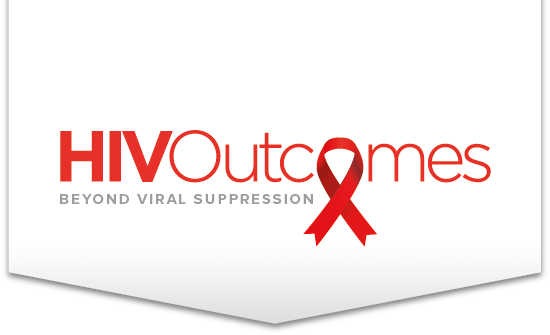 HIVOutcomes
BEYOND VIRAL SUPPRESSION